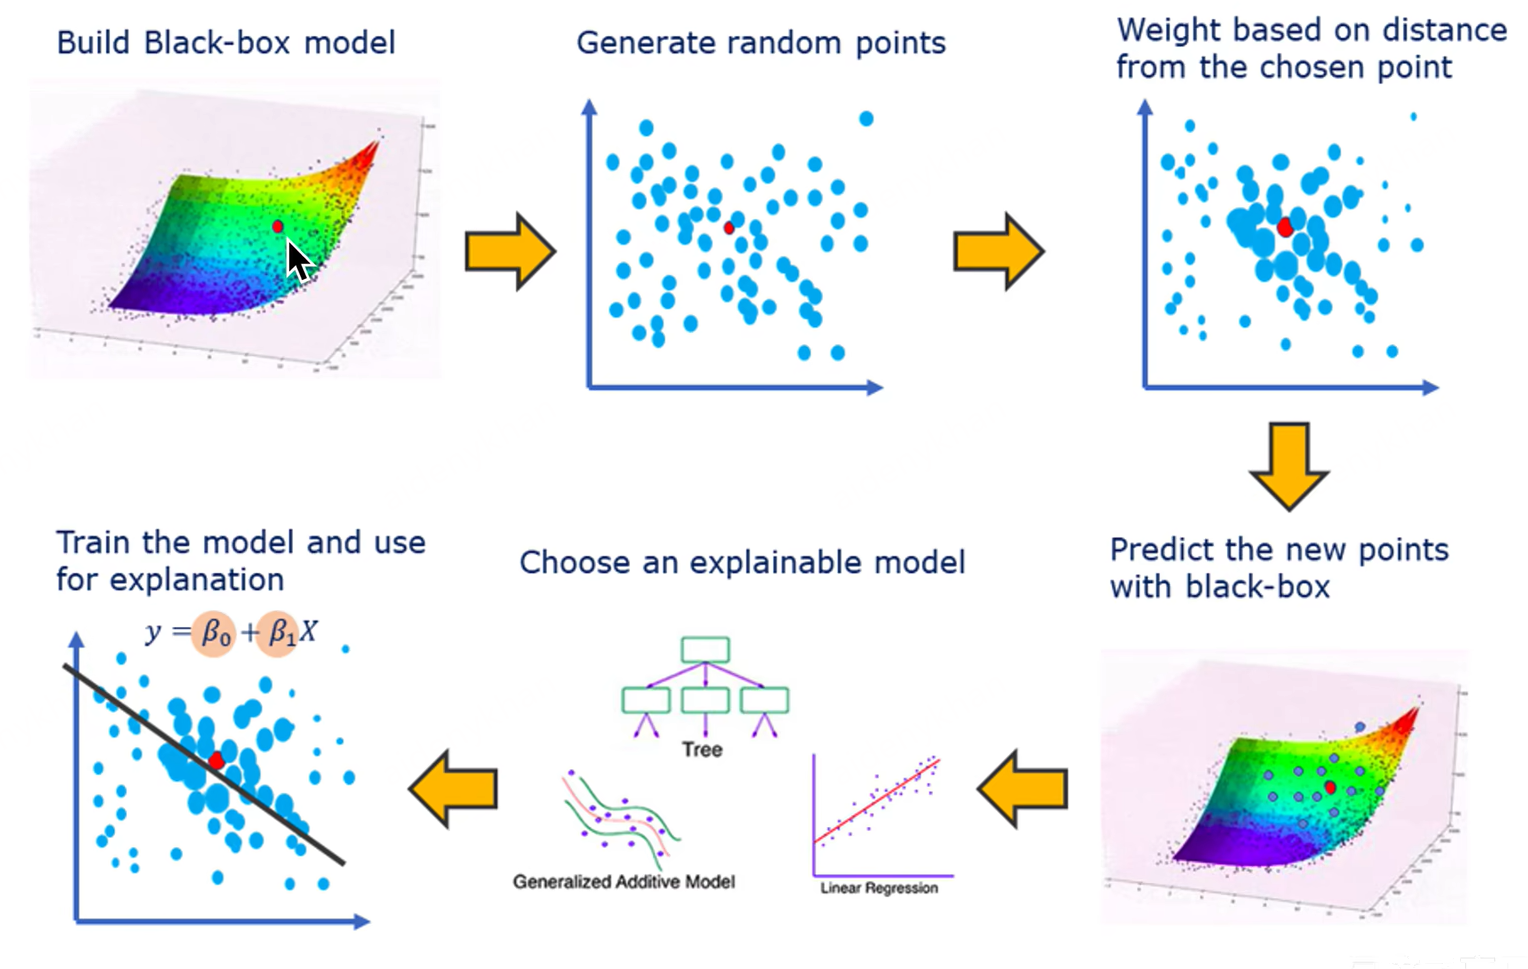 Build Black-box model
Generate random points
Weight based on distance
from the chosen point
Predict the new points
with black-box
Choose an explainable model
Tree
Generalized Additive Model
Linear Regression
Train the model and use
for explanation
y = β₀ + β₁X